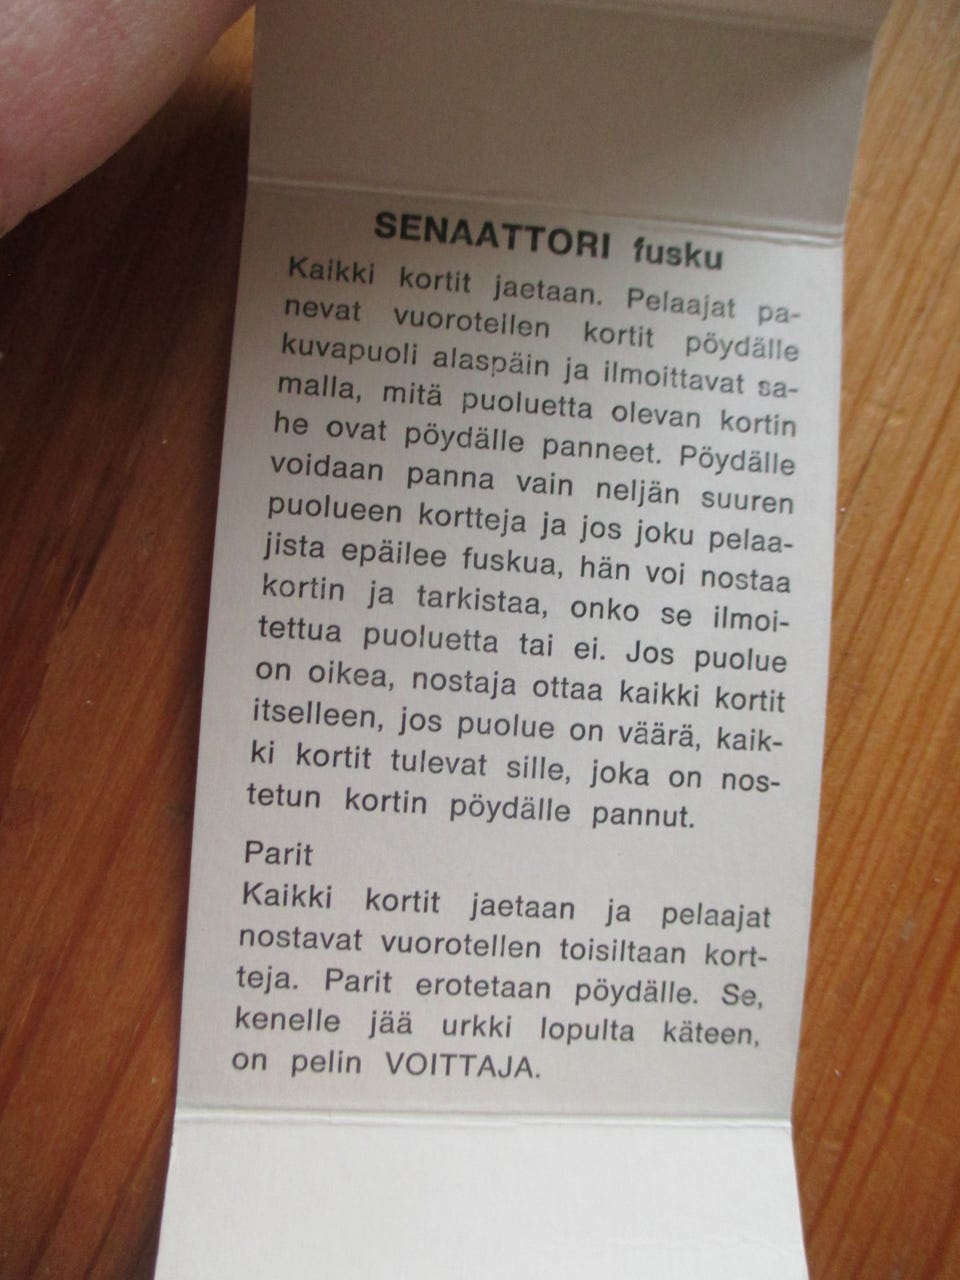 SENAATTORI fusku
Kaikki kortit jaetaan. Pelaajat pa-
nevat vuorotellen kortit pöydälle
kuvapuoli alaspäin ja ilmoittavat sa-
malla, mitä puoluetta olevan kortin
he ovat pöydälle panneet. Pöydälle
voidaan panna vain neljän suuren
puolueen kortteja ja jos joku pelaa-
jista epäilee fuskua, hän voi nostaa
kortin ja tarkistaa, onko se ilmoi-
tettua puoluetta tai ei. Jos puolue
on oikea, nostaja ottaa kaikki kortit
itselleen, jos puolue on väärä, kaik-
ki kortit tulevat sille, joka on nos-
tetun kortin pöydälle pannut.
Parit
Kaikki kortit jaetaan ja pelaajat
nostavat vuorotellen toisiltaan kort-
teja. Parit erotetaan pöydälle. Se,
kenelle jää urkki lopulta käteen,
on pelin VOITTAJA.